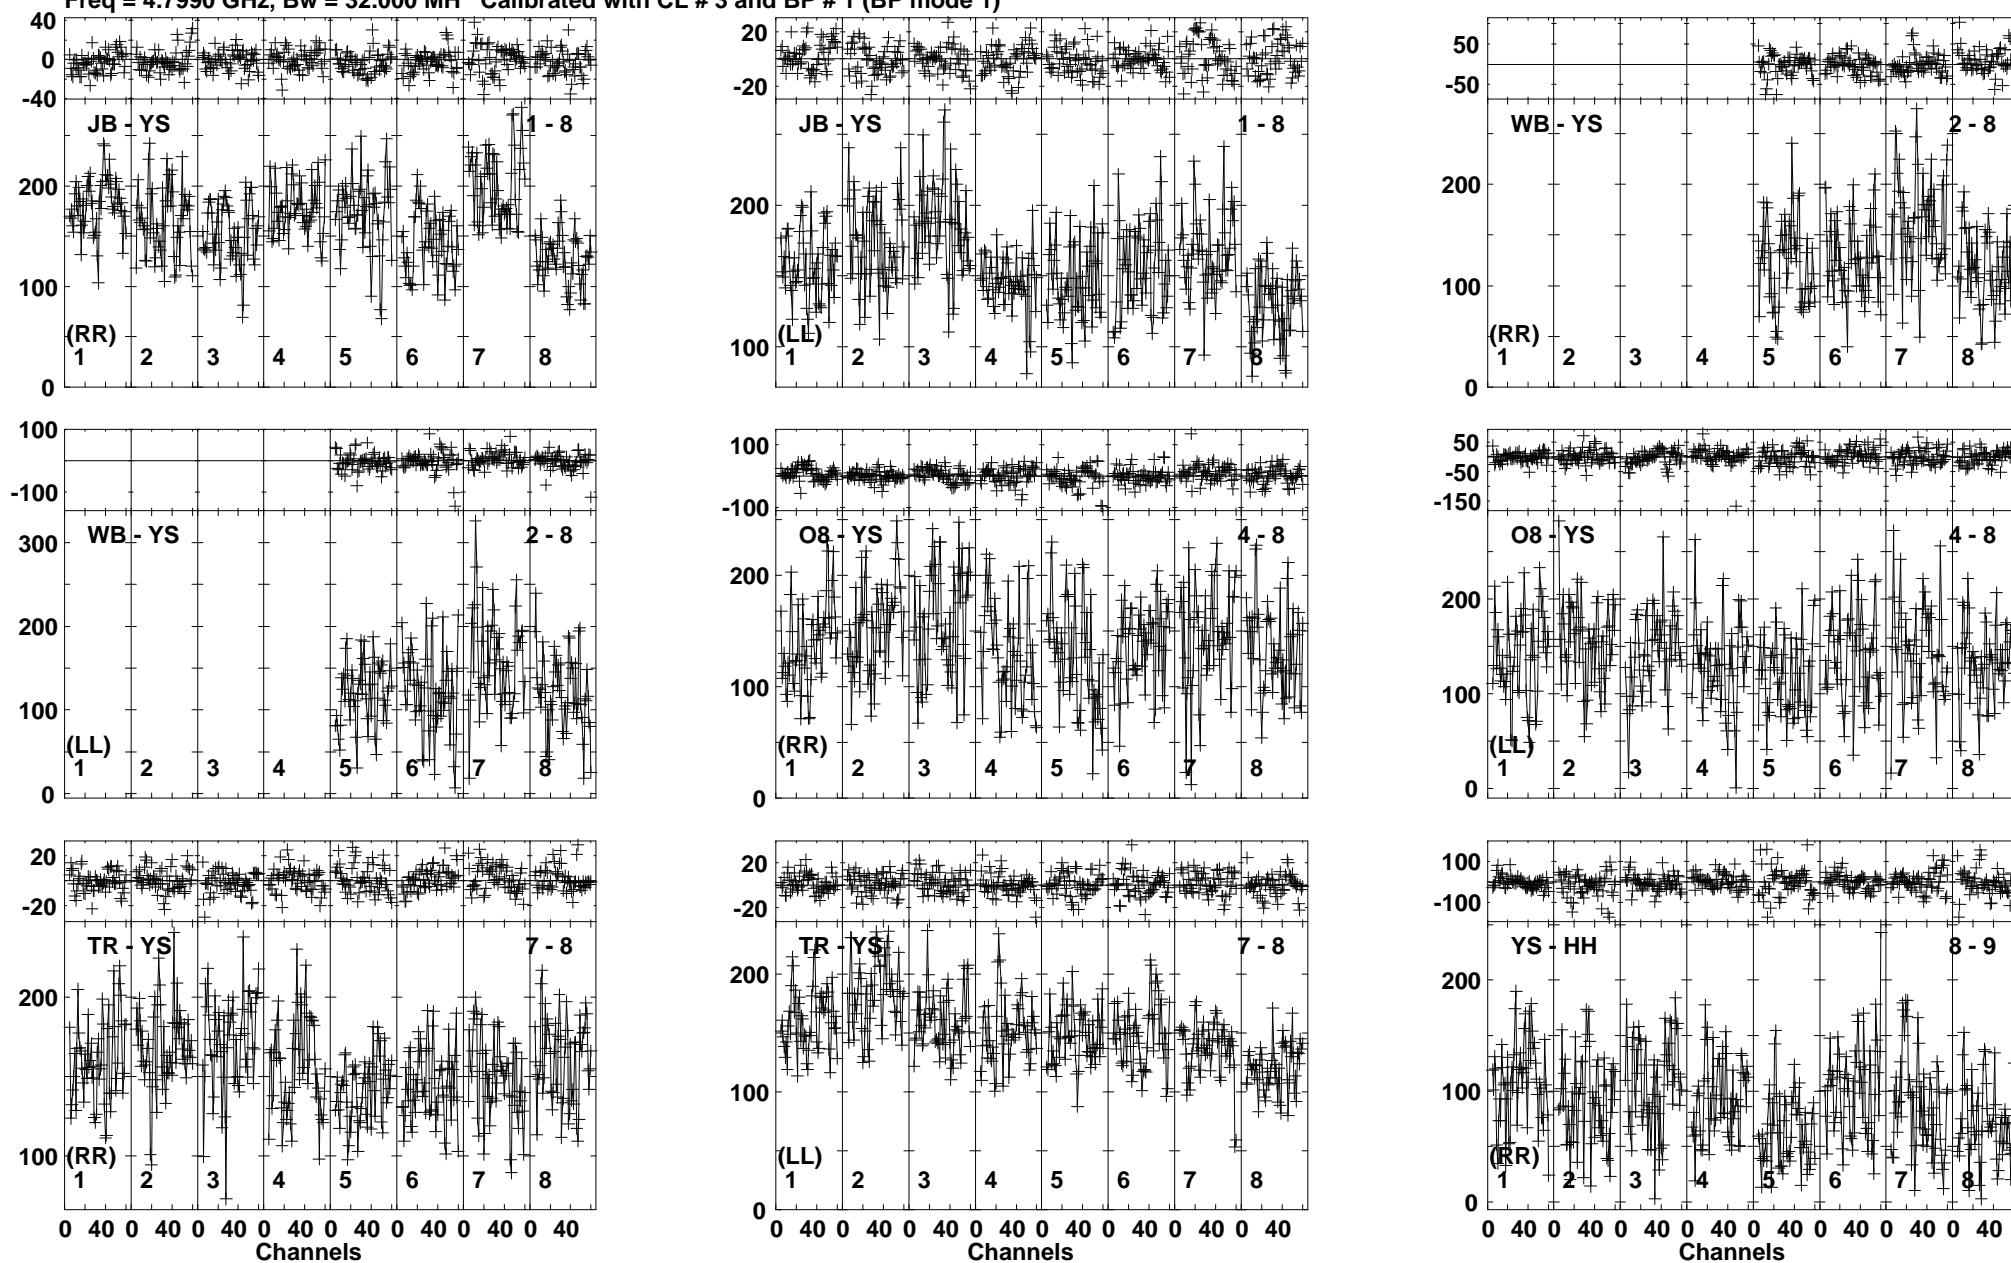 Freq = 4.7990 GHz, Bw = 32.000 MH Calibrated with CL # 3 and BP # 1 (BP mode 1)
40
0
-40
JB - YS 1 - 8
200
100
0
(RR)
1 2 3 4 5 6 7 8
20
-20
JB - YS 1 - 8
200
100
(LL)
1 2 3 4 5 6 7 8
50
-50
WB - YS 2 - 8
200
100
0
(RR)
1 2 3 4 5 6 7 8
100
-100
WB - YS 2 - 8
300
200
100
0
(LL)
1 2 3 4 5 6 7 8
100
-100
O8 - YS 4 - 8
200
100
0
(RR)
1 2 3 4 5 6 7 8
50
-50
-150
O8 - YS 4 - 8
200
100
0
(LL)
1 2 3 4 5 6 7 8
20
-20
TR - YS 7 - 8
200
100
(RR)
1 2 3 4 5 6 7 8
0 40 0 40 0 40 0 40 0 40 0 40 0 40 0 40
Channels
20
-20
TR - YS 7 - 8
200
100
0
(LL)
1 2 3 4 5 6 7 8
0 40 0 40 0 40 0 40 0 40 0 40 0 40 0 40
Channels
100
-100
YS - HH 8 - 9
200
100
0
(RR)
1 2 3 4 5 6 7 8
0 40 0 40 0 40 0 40 0 40 0 40 0 40 0 40
Channels